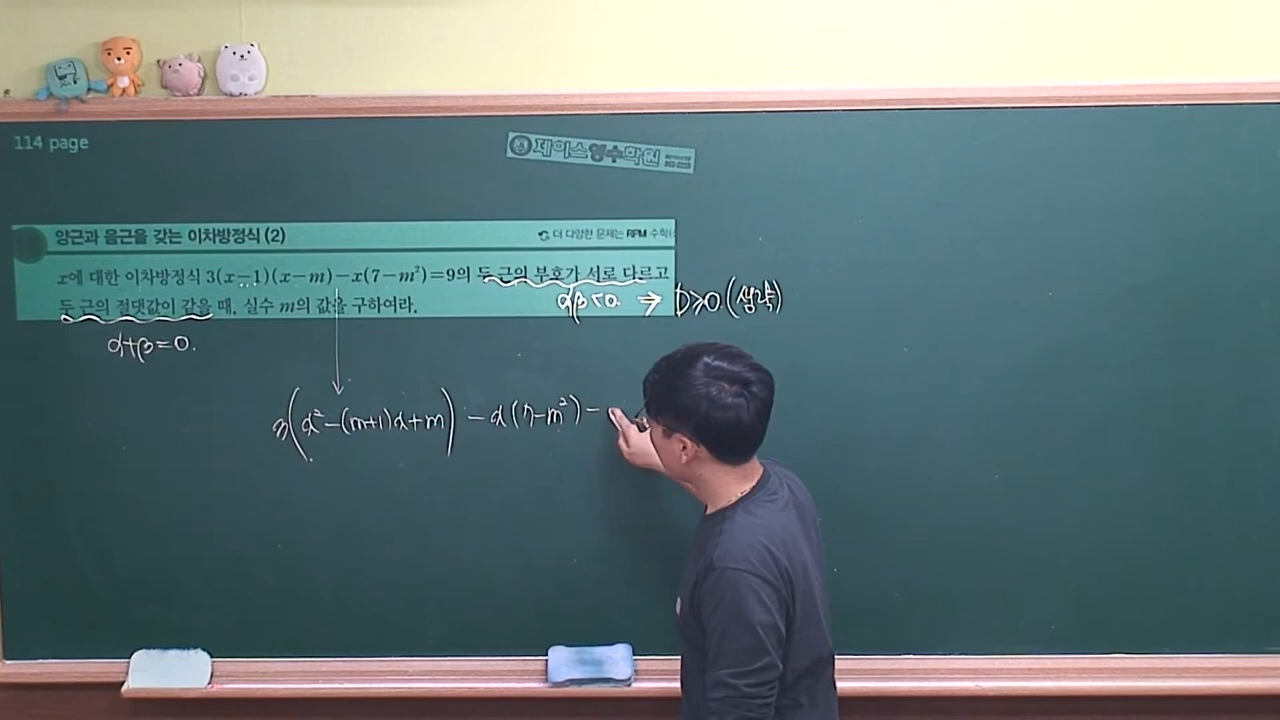 114 page
제이스영수학원
양근과 음근을 갖는 이차방정식 (2)
더 다양한 문제는 RPM 수학(
x에 대한 이차방정식 3(x-1)(x-m)-x(7-m²)=9의 두 근의 부호가 서로 다르고
두 근의 절댓값이 같을 때, 실수 m의 값을 구하여라.
αβ<0. ⇒ D≥0 (생략)
α+β=0.
3(x²-(m+1)x+m) -x(7-m²)-